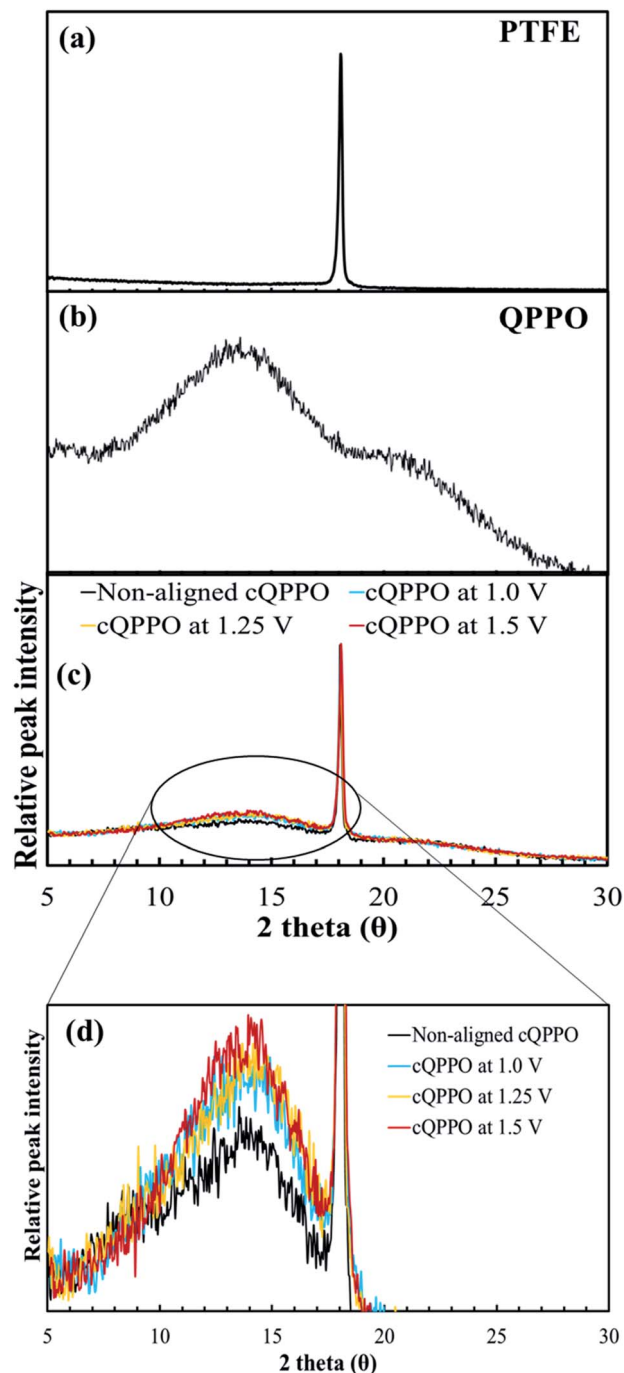 (a)
PTFE
(b)
QPPO
Non-aligned cQPPO
cQPPO at 1.0 V
cQPPO at 1.25 V
cQPPO at 1.5 V
(c)
Relative peak intensity
5 10 15 20 25 30
2 theta (θ)
(d)
Non-aligned cQPPO
cQPPO at 1.0 V
cQPPO at 1.25 V
cQPPO at 1.5 V
Relative peak intensity
5 10 15 20 25 30
2 theta (θ)